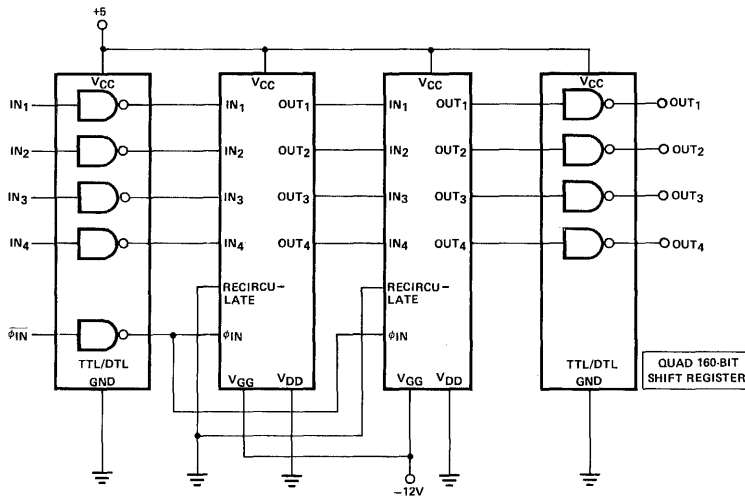 +5
VCC
VCC
VCC
VCC
IN1
IN1
OUT1
IN1
OUT1
OUT1
IN2
IN2
OUT2
IN2
OUT2
OUT2
IN3
IN3
OUT3
IN3
OUT3
OUT3
IN4
IN4
OUT4
IN4
OUT4
OUT4
RECIRCU-
LATE
RECIRCU-
LATE
ϕIN
ϕIN
ϕIN
TTL/DTL
GND
VGG
VDD
VGG
VDD
TTL/DTL
GND
QUAD 160-BIT
SHIFT REGISTER
−12V